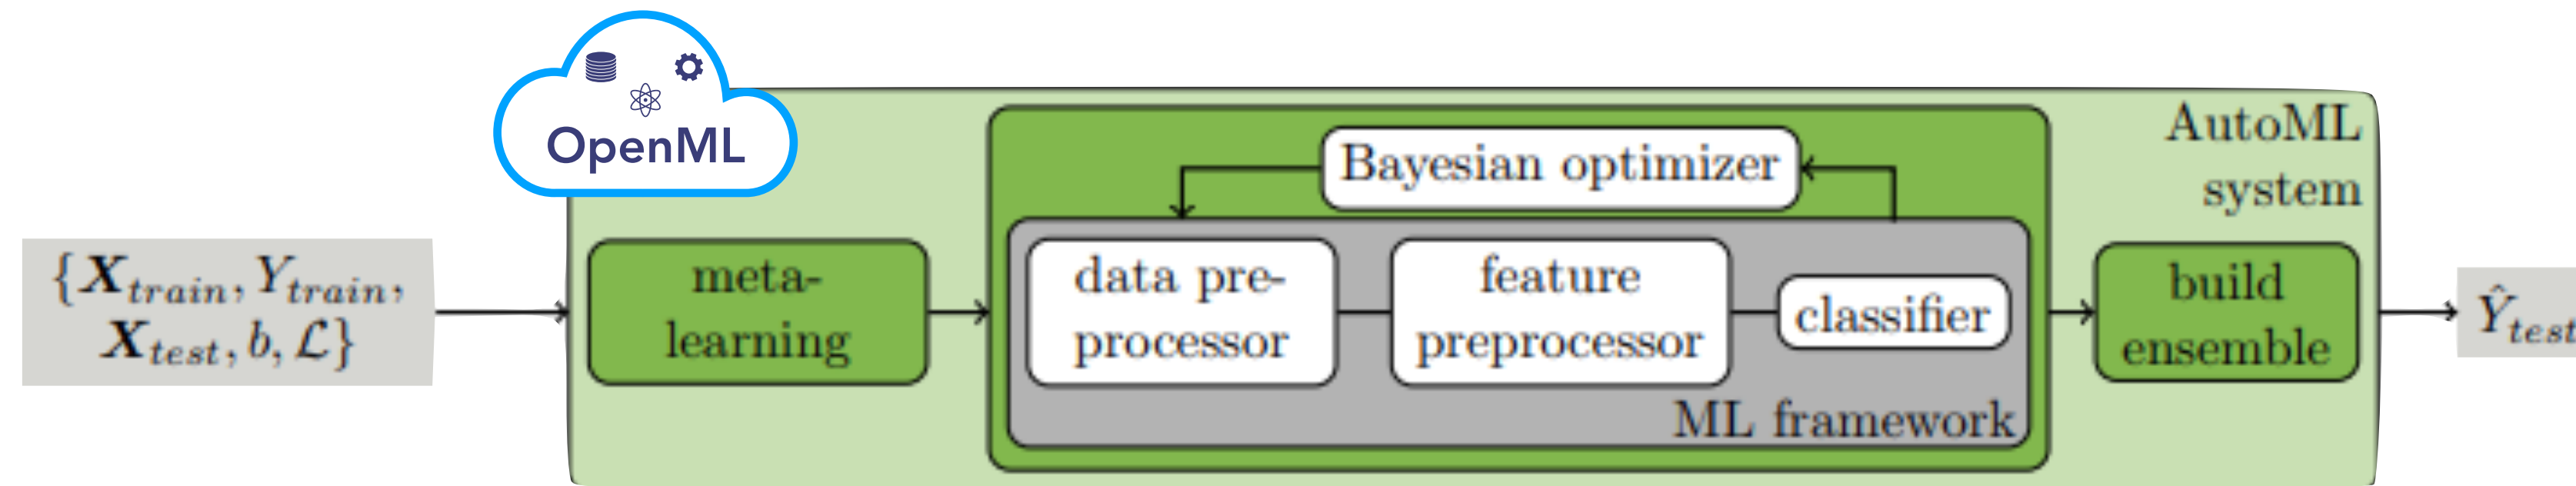 OpenML
{X_train, Y_train,
X_test, b, ℒ}
meta-
learning
Bayesian optimizer
data pre-
processor
feature
preprocessor
classifier
ML framework
AutoML
system
build
ensemble
Ŷ_test